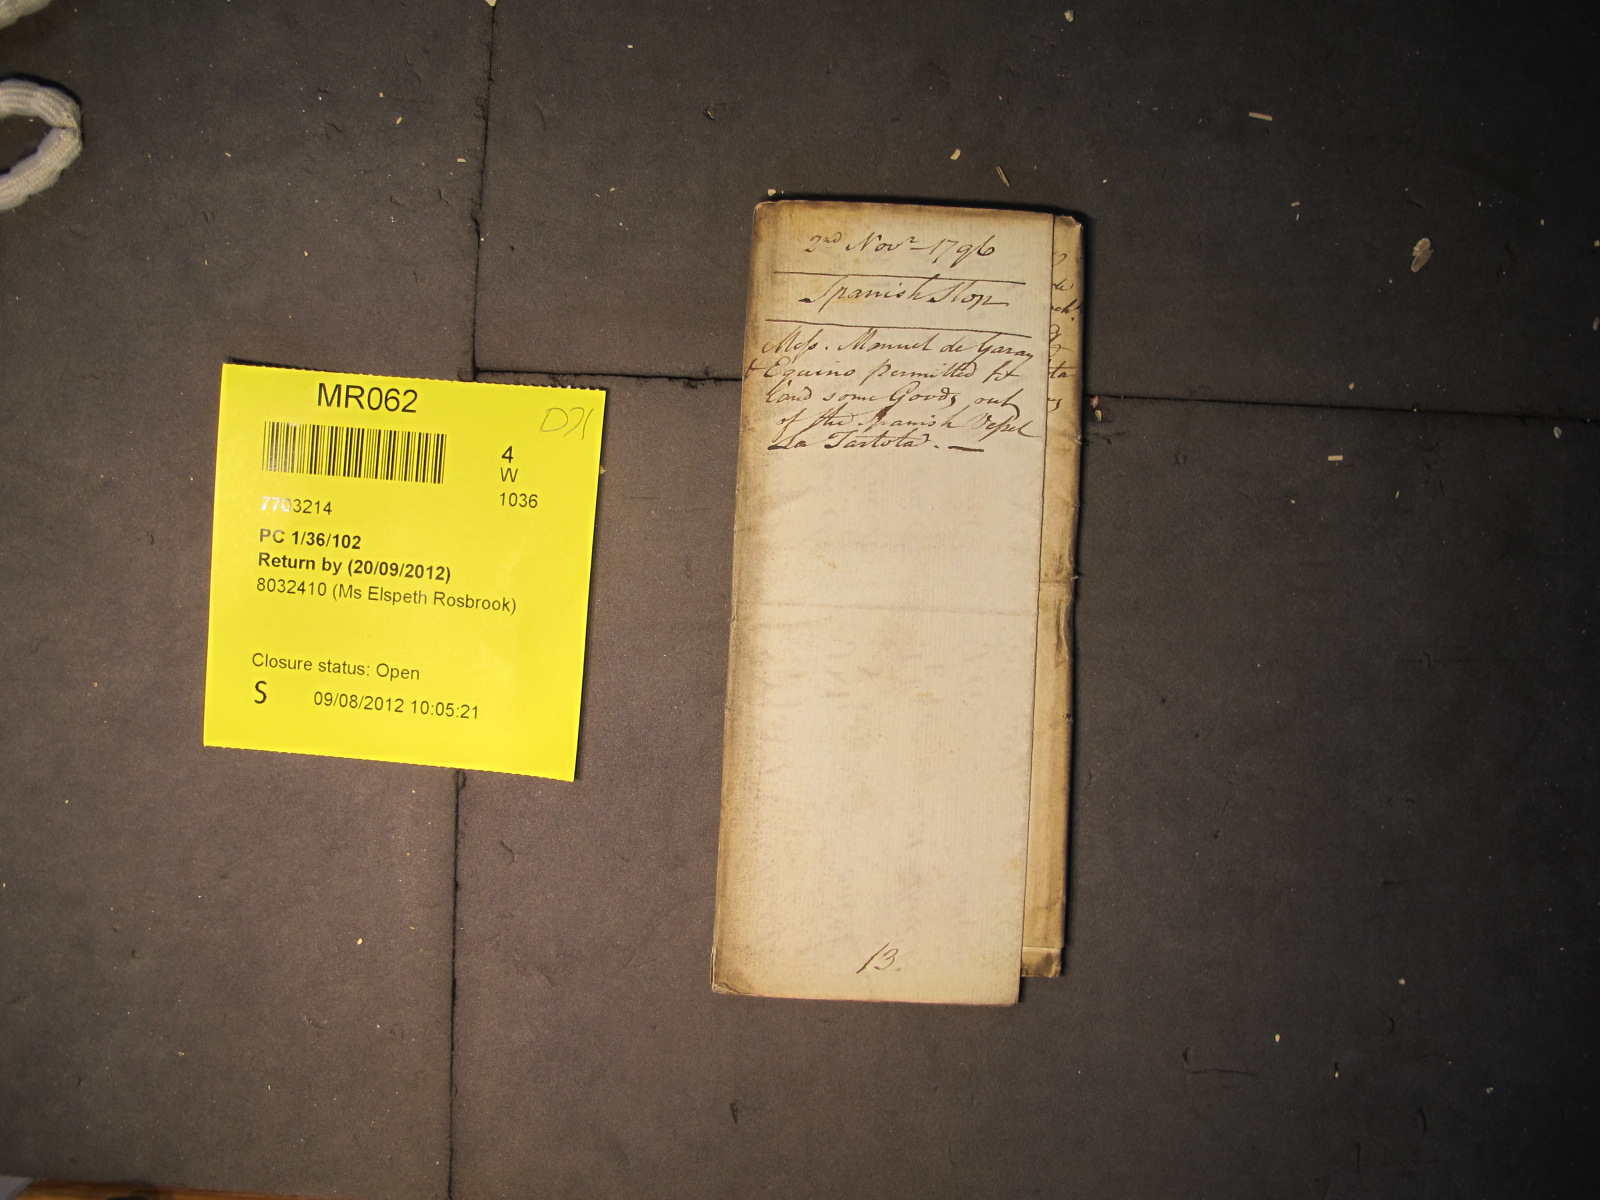 MR062
D71
4
W
1036
7703214
PC 1/36/102
Return by (20/09/2012)
8032410 (Ms Elspeth Rosbrook)
Closure status: Open
S 09/08/2012 10:05:21
2nd Novr 1796
Spanish Stop
Mess. Manuel de Garay
& Equino permitted to
land some Goods out
of the Spanish Vessel
La
13.